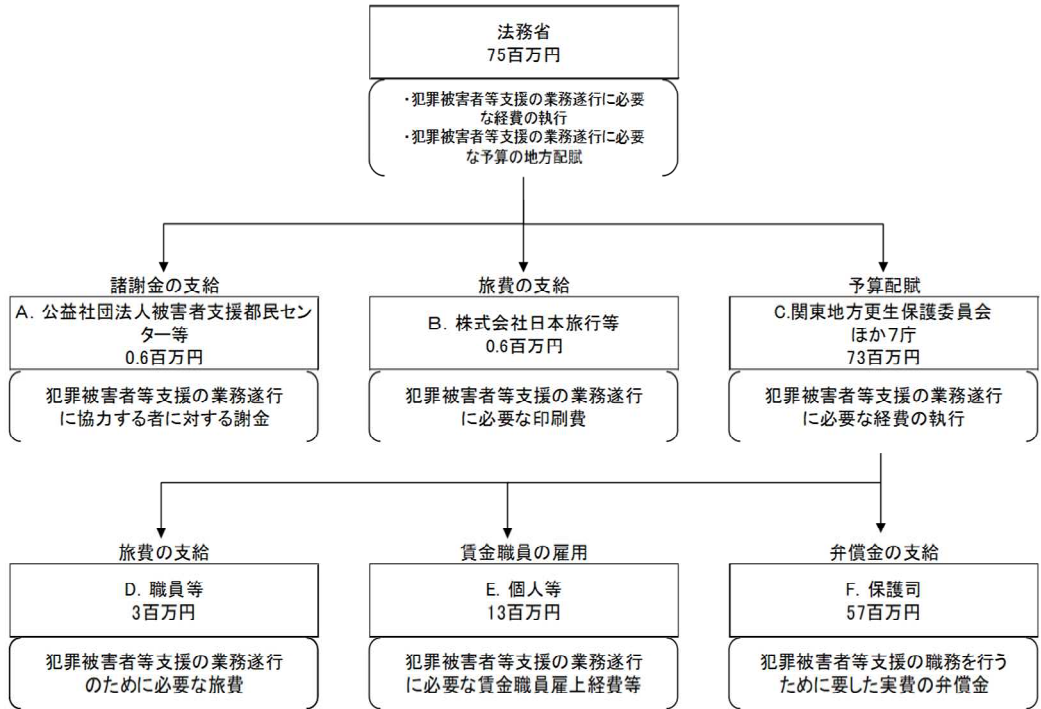 法務省
75百万円
・犯罪被害者等支援の業務遂行に必要
な経費の執行
・犯罪被害者等支援の業務遂行に必要
な予算の地方配賦
諸謝金の支給
A．公益社団法人被害者支援都民セン
ター等
0.6百万円
犯罪被害者等支援の業務遂行
に協力する者に対する謝金
旅費の支給
B．株式会社日本旅行等
0.6百万円
犯罪被害者等支援の業務遂行
に必要な印刷費
予算配賦
C.関東地方更生保護委員会
ほか7庁
73百万円
犯罪被害者等支援の業務遂行
に必要な経費の執行
旅費の支給
D．職員等
3百万円
犯罪被害者等支援の業務遂行
のために必要な旅費
賃金職員の雇用
E．個人等
13百万円
犯罪被害者等支援の業務遂行
に必要な賃金職員雇上経費等
弁償金の支給
F．保護司
57百万円
犯罪被害者等支援の職務を行う
ために要した実費の弁償金